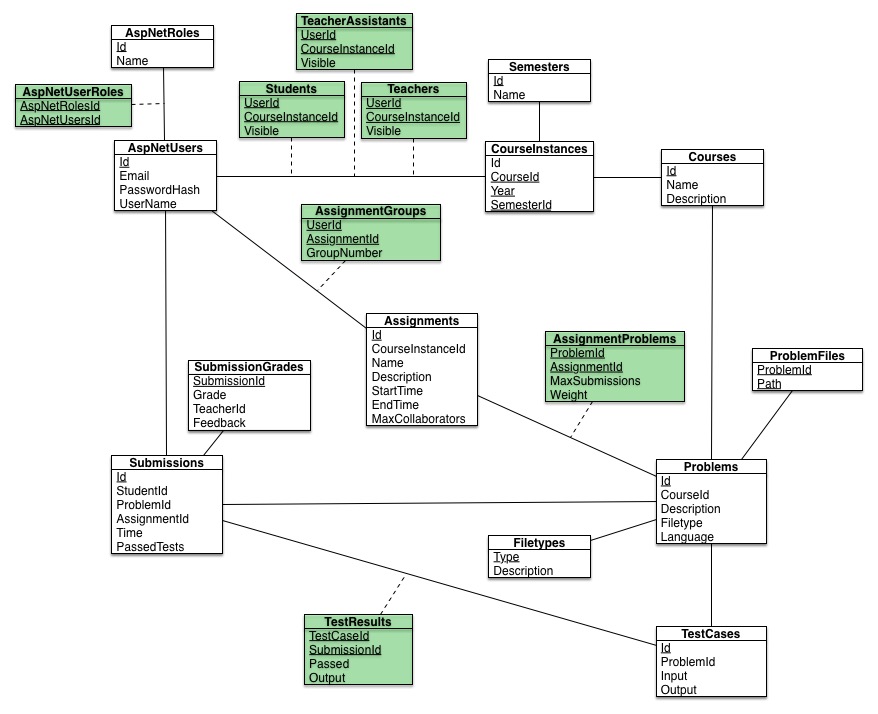 TeacherAssistants
UserId
CourseInstanceId
Visible
AspNetRoles
Id
Name
AspNetUserRoles
AspNetRolesId
AspNetUsersId
Students
UserId
CourseInstanceId
Visible
Teachers
UserId
CourseInstanceId
Visible
Semesters
Id
Name
AspNetUsers
Id
Email
PasswordHash
UserName
CourseInstances
Id
CourseId
Year
SemesterId
Courses
Id
Name
Description
AssignmentGroups
UserId
AssignmentId
GroupNumber
Assignments
Id
CourseInstanceId
Name
Description
StartTime
EndTime
MaxCollaborators
AssignmentProblems
ProblemId
AssignmentId
MaxSubmissions
Weight
ProblemFiles
ProblemId
Path
SubmissionGrades
SubmissionId
Grade
TeacherId
Feedback
Submissions
Id
StudentId
ProblemId
AssignmentId
Time
PassedTests
Problems
Id
CourseId
Description
Filetype
Language
Filetypes
Type
Description
TestResults
TestCaseId
SubmissionId
Passed
Output
TestCases
Id
ProblemId
Input
Output